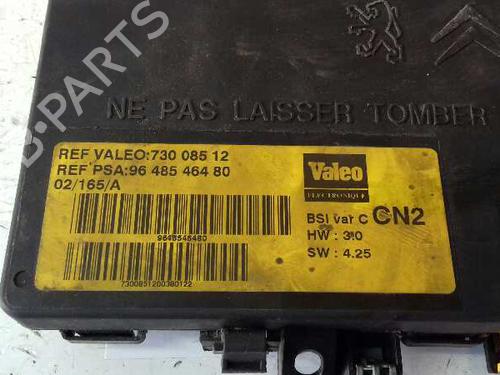 B-PARTS
NE PAS LAISSER TOMBER
REF VALEO:730 085 12
REF PSA:96 485 464 80
02/165/A
Valeo
ELECTRONIQUE
BSI var C CN2
HW : 3.0
SW : 4.25
9648546480
7300851200380122